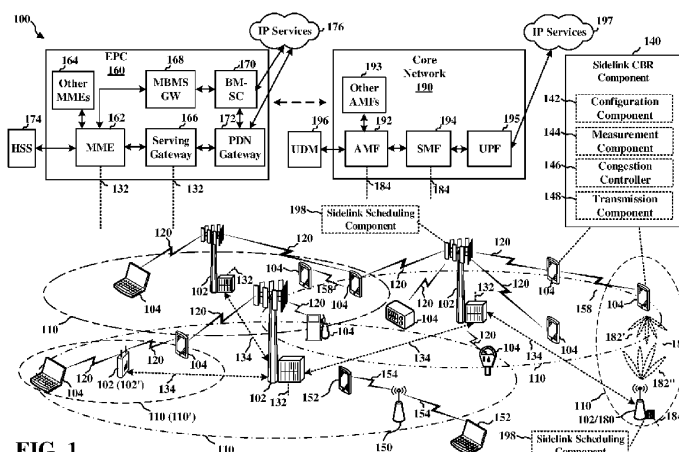 100
IP Services
176
IP Services
197
164
Other
MMEs
EPC
160
168
MBMS
GW
170
BM-
SC
174
HSS
162
MME
166
Serving
Gateway
172
PDN
Gateway
132
132
193
Other
AMFs
Core
Network
190
196
UDM
192
AMF
194
SMF
195
UPF
184
184
140
Sidelink CBR
Component
142
Configuration
Component
144
Measurement
Component
146
Congestion
Controller
148
Transmission
Component
198
Sidelink Scheduling
Component
120
120
120
120
120
120
120
120
120
120
120
104
104
104
104
104
104
104
104
104
104
104
104
102
132
102
132
102
132
158
158
134
134
134
134
110
110
110
110
110
102 (102')
110 (110')
152
154
154
150
152
182'
182''
102/180
184
198
Sidelink Scheduling
Component
FIG. 1